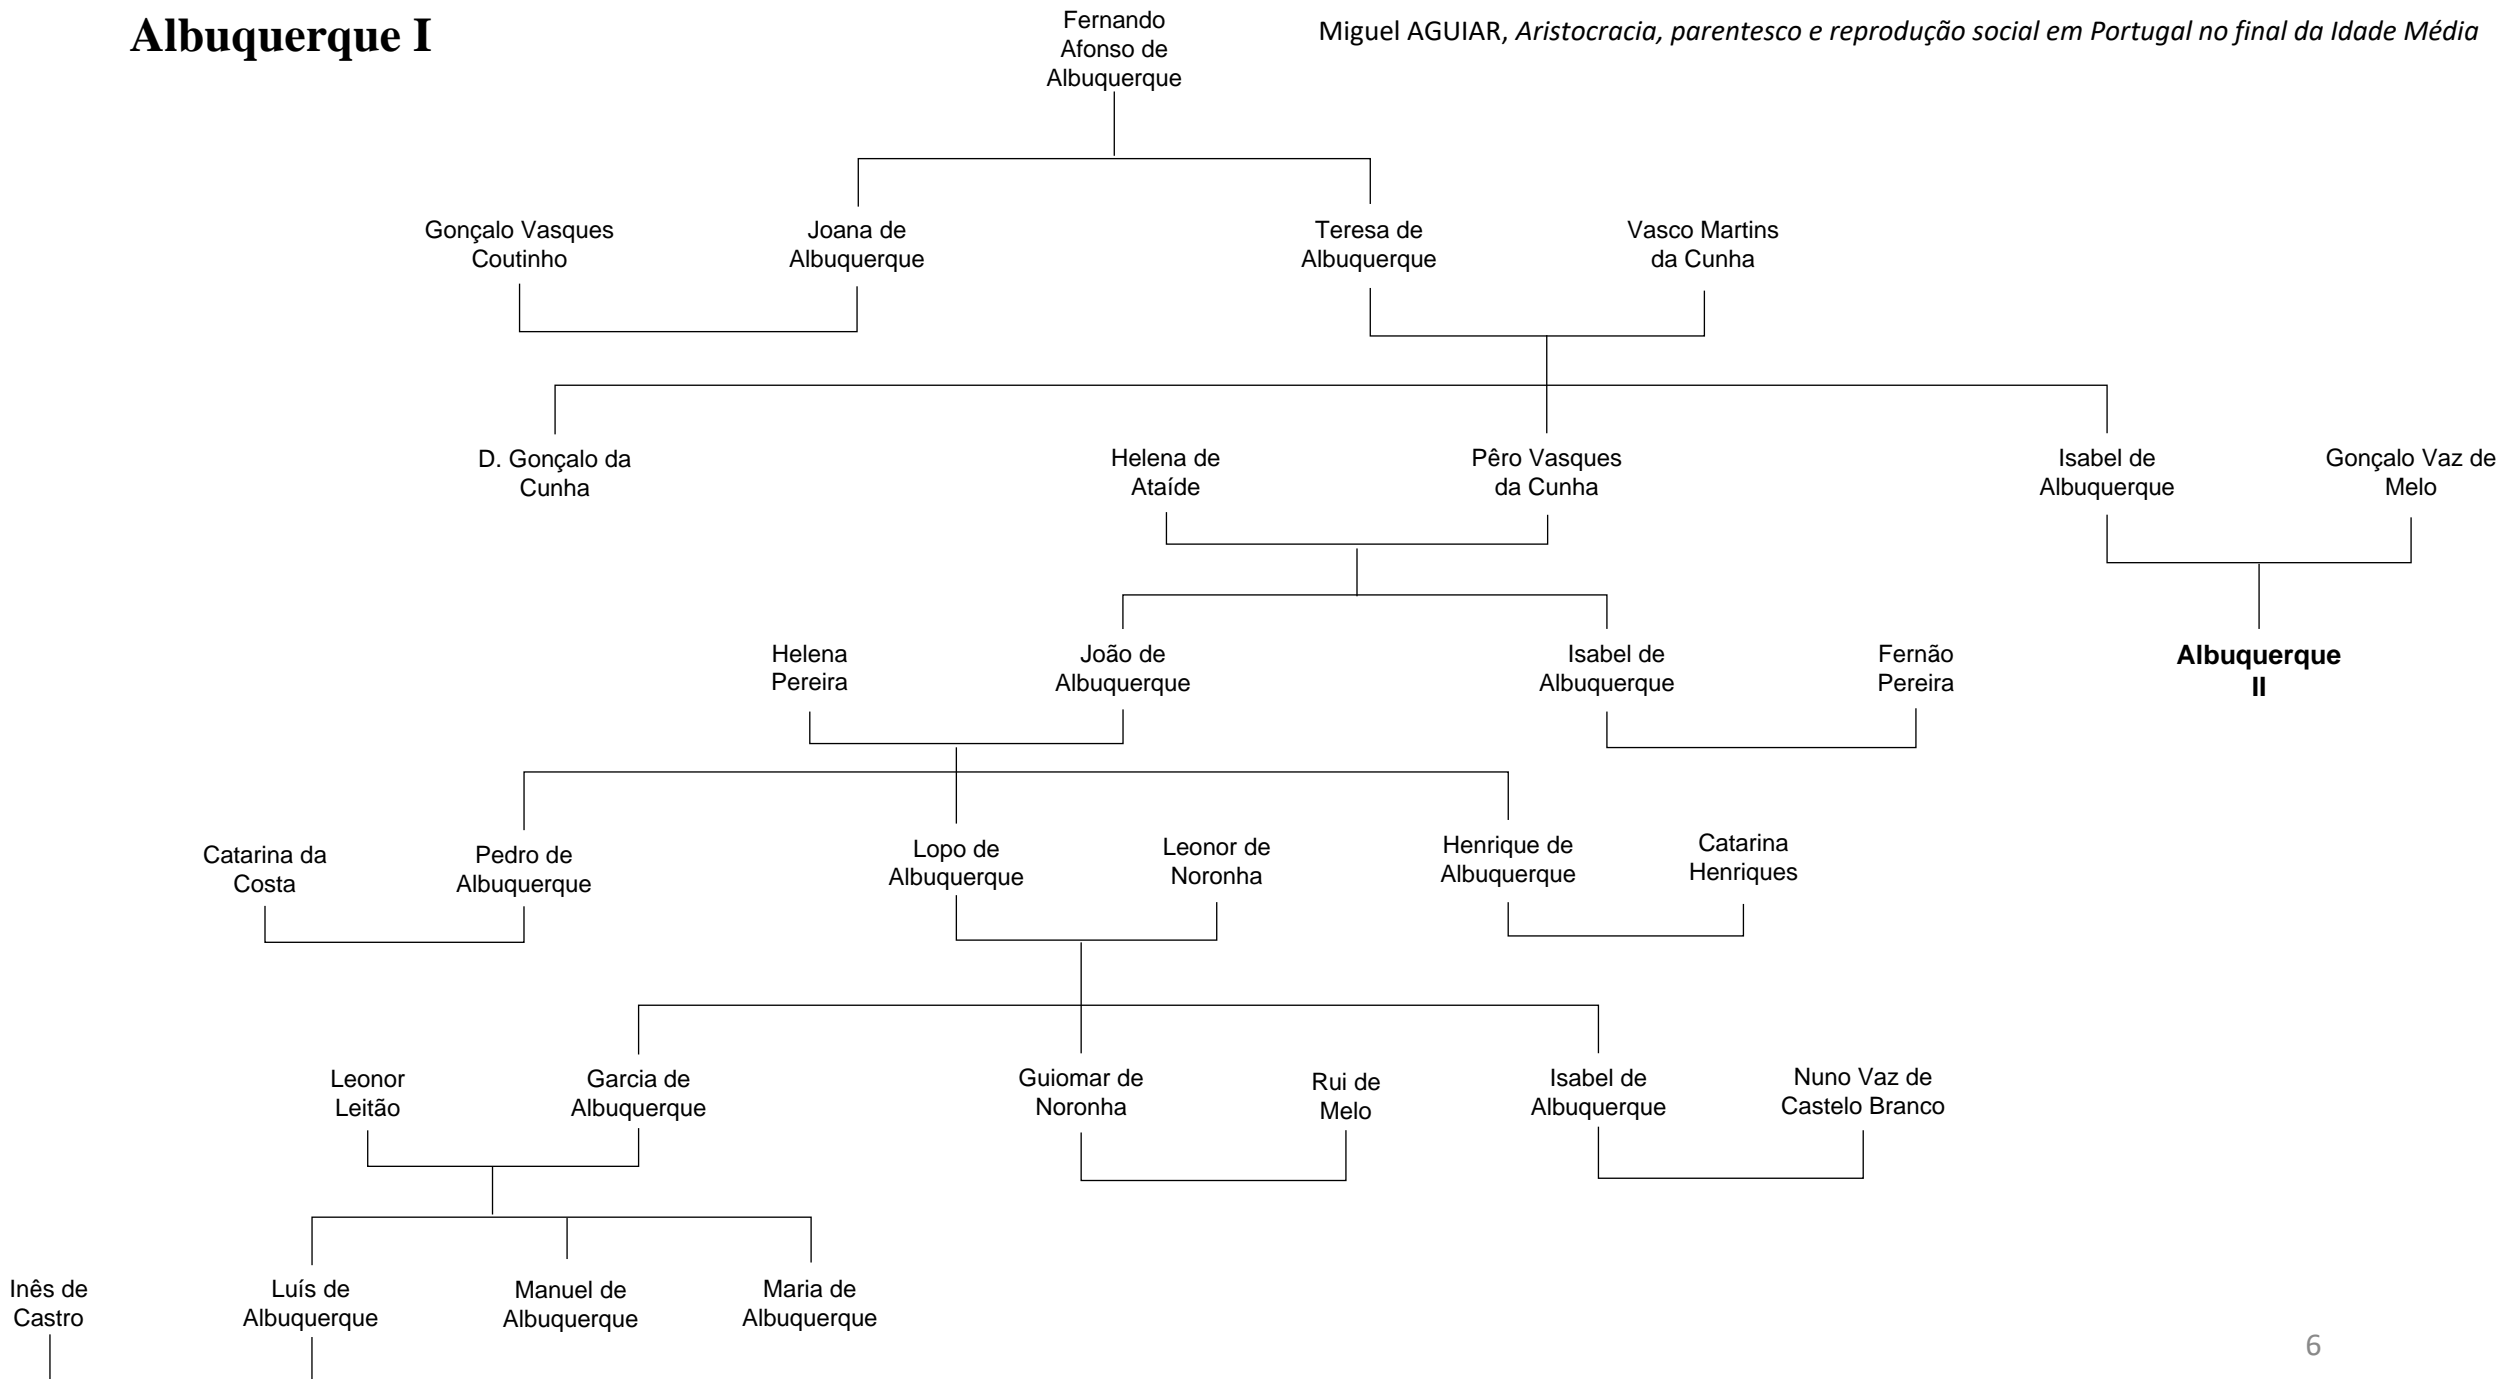 Albuquerque I
Miguel AGUIAR, Aristocracia, parentesco e reprodução social em Portugal no final da Idade Média
Fernando
Afonso de
Albuquerque
Gonçalo Vasques
Coutinho
Joana de
Albuquerque
Teresa de
Albuquerque
Vasco Martins
da Cunha
D. Gonçalo da
Cunha
Helena de
Ataíde
Pêro Vasques
da Cunha
Isabel de
Albuquerque
Gonçalo Vaz de
Melo
Helena
Pereira
João de
Albuquerque
Isabel de
Albuquerque
Fernão
Pereira
Albuquerque
II
Catarina da
Costa
Pedro de
Albuquerque
Lopo de
Albuquerque
Leonor de
Noronha
Henrique de
Albuquerque
Catarina
Henriques
Leonor
Leitão
Garcia de
Albuquerque
Guiomar de
Noronha
Rui de
Melo
Isabel de
Albuquerque
Nuno Vaz de
Castelo Branco
Inês de
Castro
Luís de
Albuquerque
Manuel de
Albuquerque
Maria de
Albuquerque
6